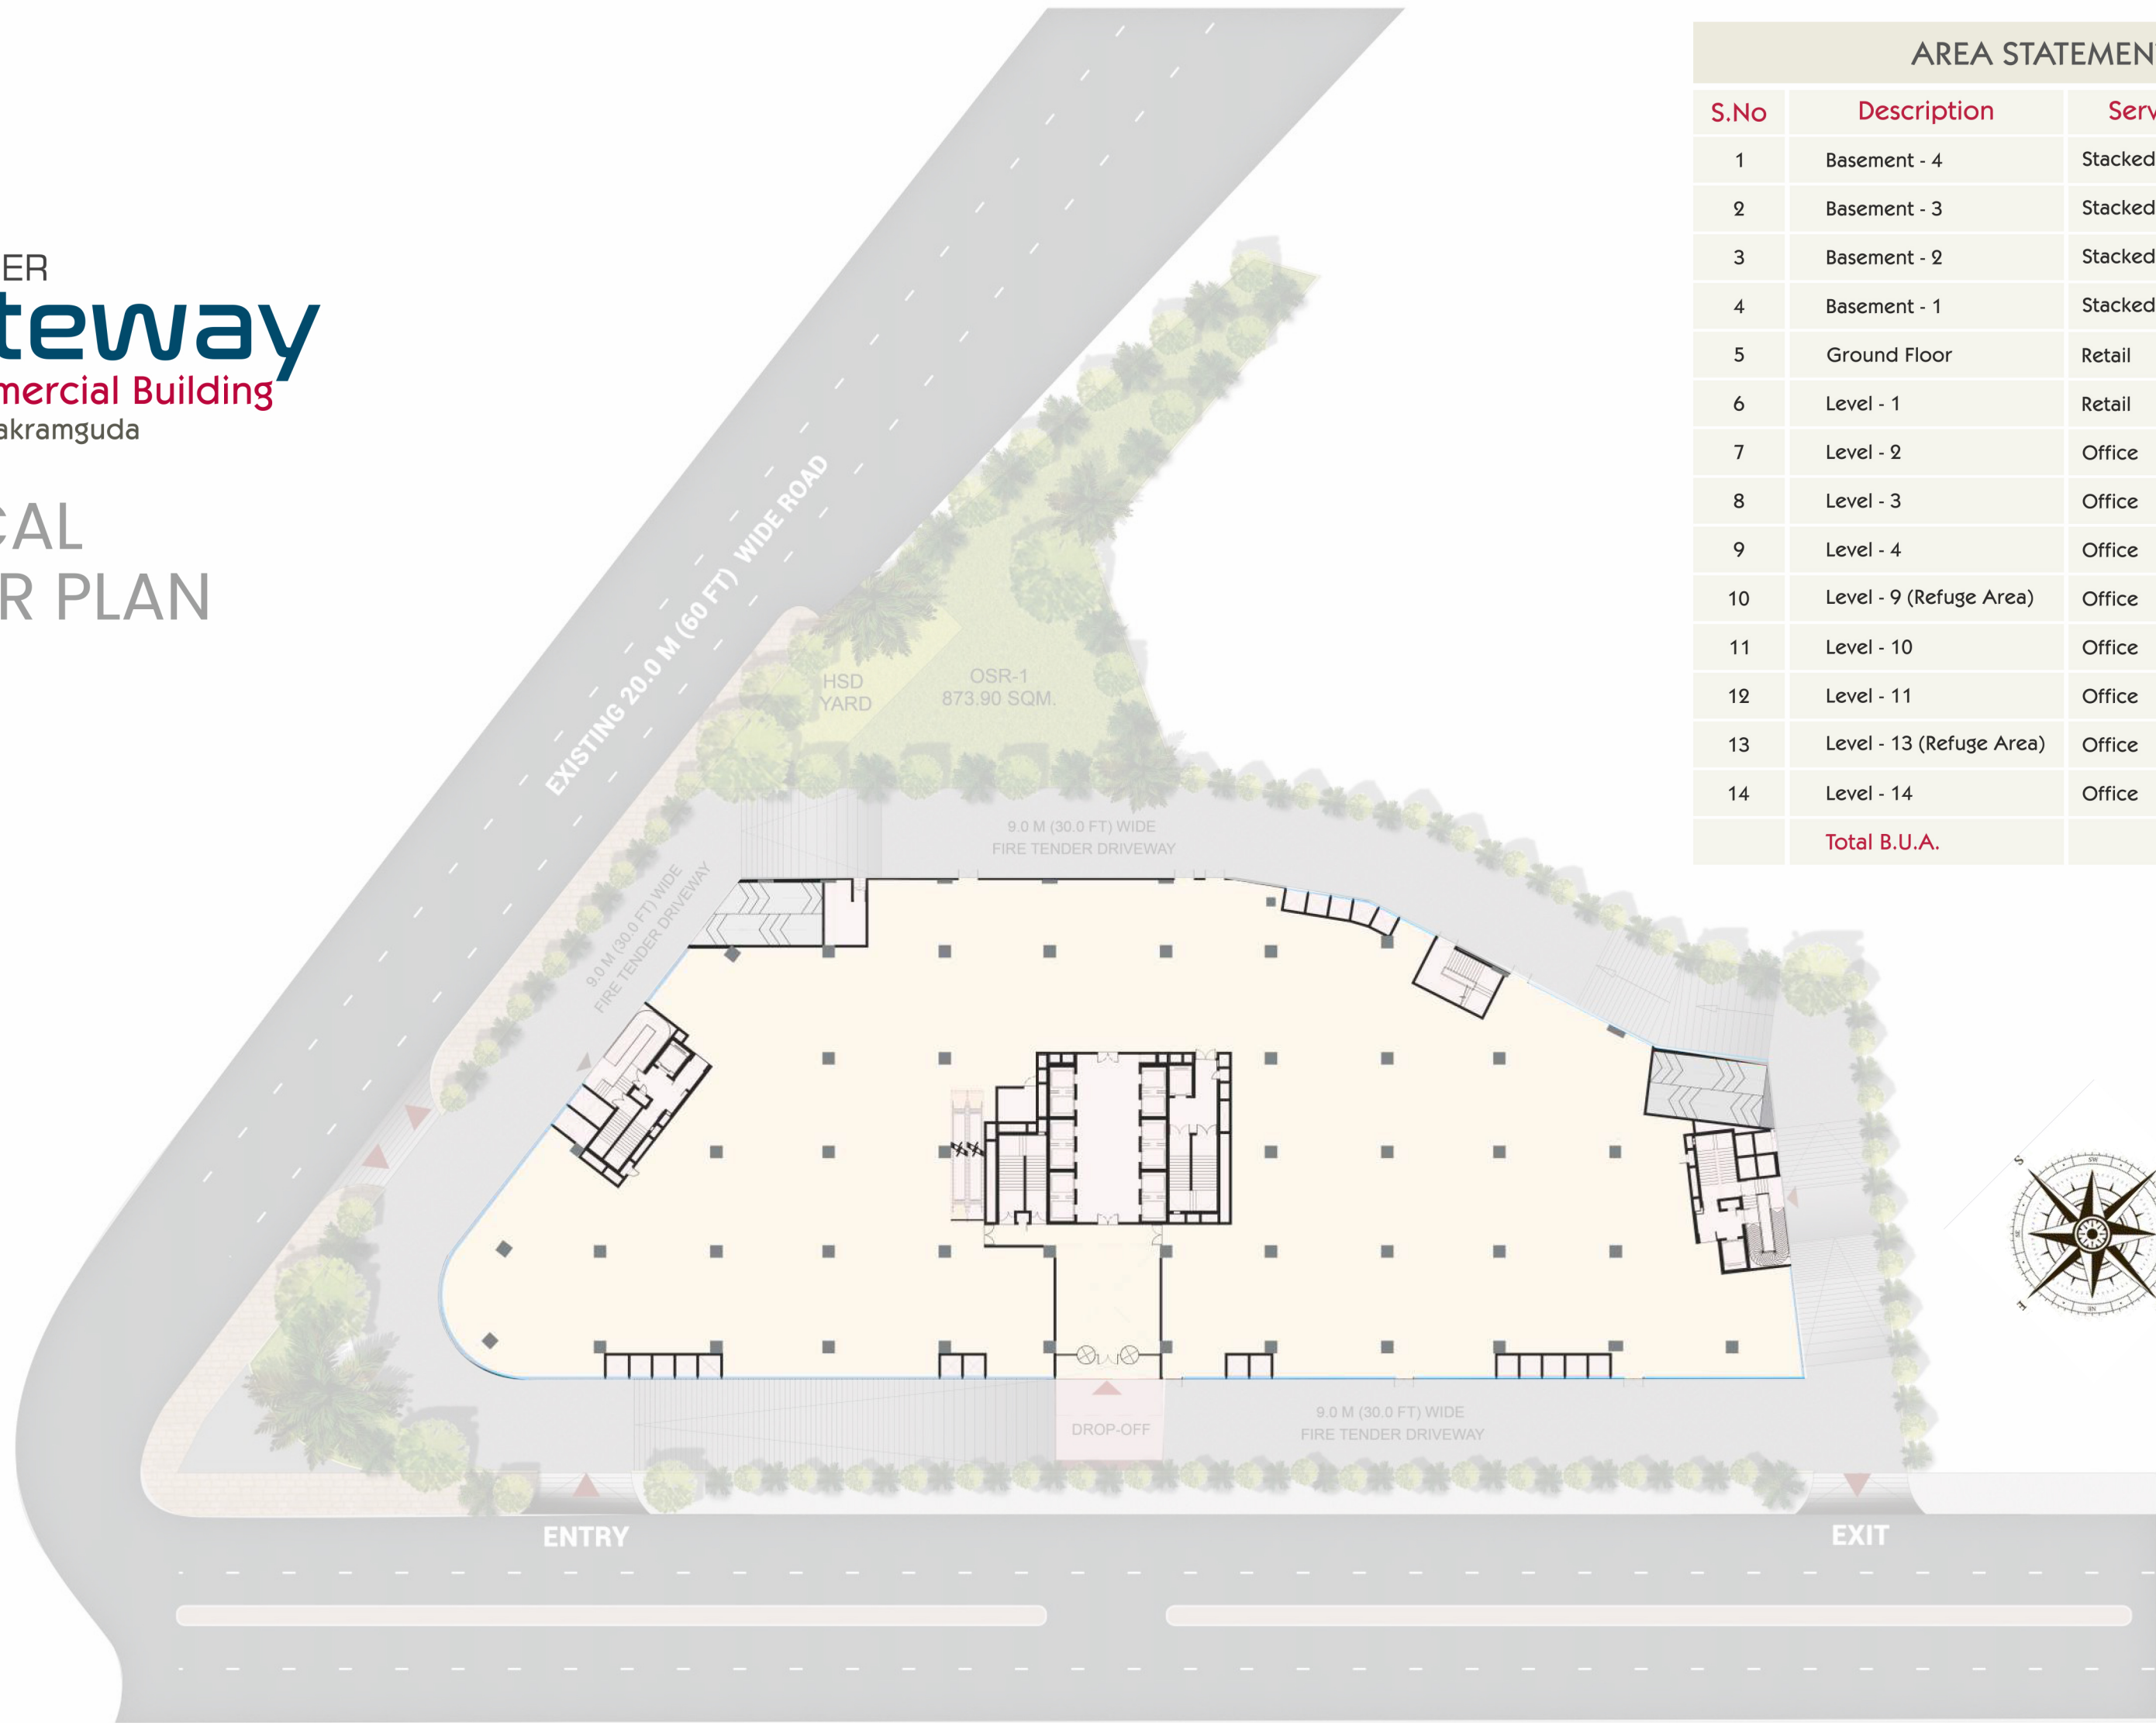 ER
teway
mercial Building
akramguda
CAL
R PLAN
AREA STATEMEN
S.No Description Serv
1 Basement - 4 Stacked
2 Basement - 3 Stacked
3 Basement - 2 Stacked
4 Basement - 1 Stacked
5 Ground Floor Retail
6 Level - 1 Retail
7 Level - 2 Office
8 Level - 3 Office
9 Level - 4 Office
10 Level - 9 (Refuge Area) Office
11 Level - 10 Office
12 Level - 11 Office
13 Level - 13 (Refuge Area) Office
14 Level - 14 Office
Total B.U.A.
EXISTING 20.0 M (60 FT) WIDE ROAD
HSD
YARD
OSR-1
873.90 SQM.
9.0 M (30.0 FT) WIDE
FIRE TENDER DRIVEWAY
9.0 M (30.0 FT) WIDE
FIRE TENDER DRIVEWAY
S
SW
SE
E
NE
DROP-OFF
9.0 M (30.0 FT) WIDE
FIRE TENDER DRIVEWAY
ENTRY
EXIT